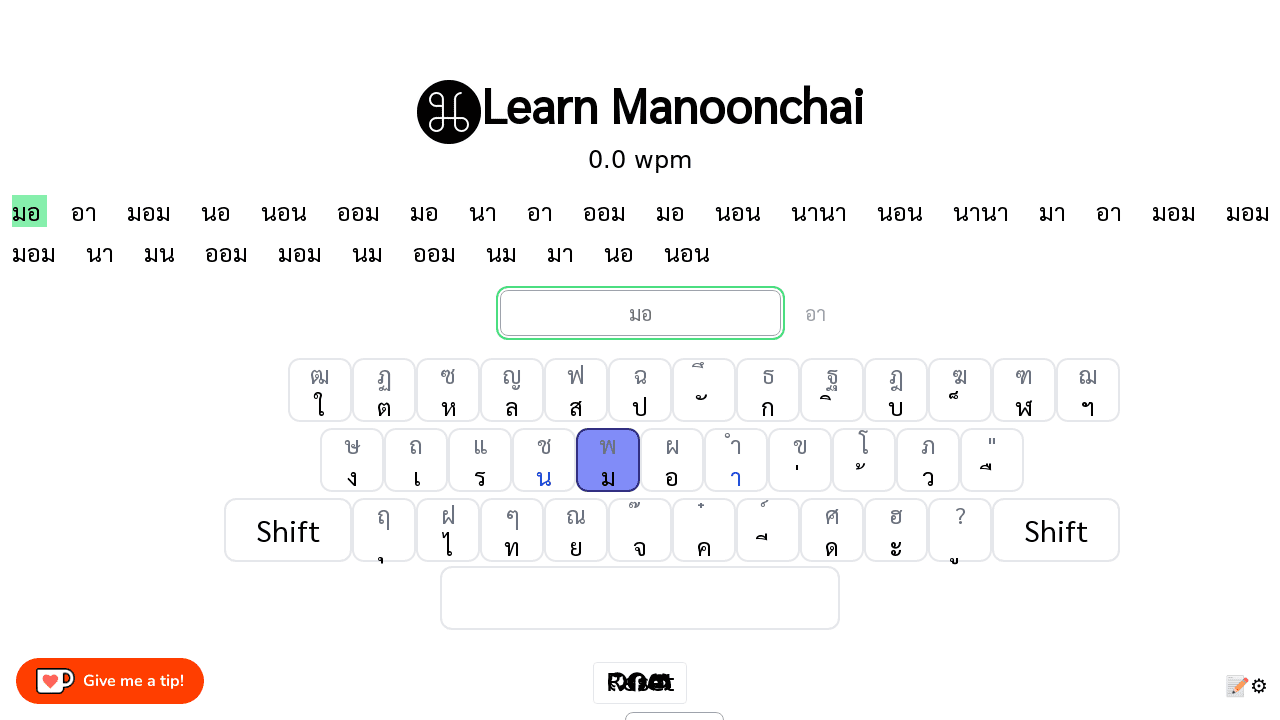 Learn Manoonchai
0.0 wpm
มอ อา มอม นอ นอน ออม มอ นา อา ออม มอ นอน นานา นอน นานา มา อา มอม มอม
มอม นา มน ออม มอม นม ออม นม มา นอ นอน
มอ อา
ฒ ฏ ซ ญ ฟ ฉ ึ ธ ฐ ฎ ฆ ฑ ฌ
ใ ต ห ล ส ป ั ก ิ บ ็ ฬ ฯ
ษ ถ แ ช พ ผ ำ ข โ ภ "
ง เ ร น ม อ า ่ ้ ว ื
Shift ฤ ฝ ๆ ณ ๊ ๋ ์ ศ ฮ ? Shift
ุ ไ ท ย จ ค ี ด ะ ู
Give me a tip!